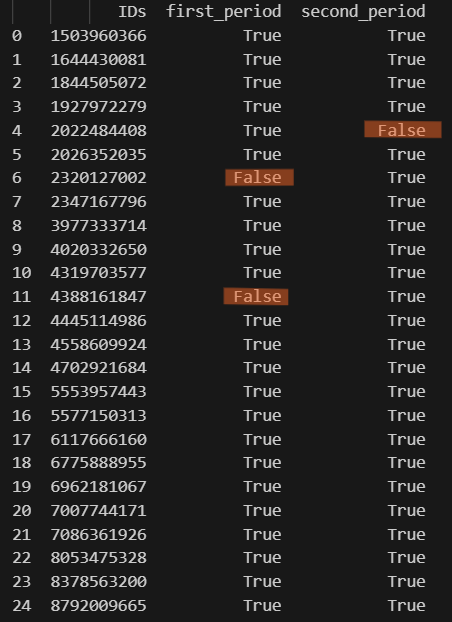 IDs first_period second_period
0 1503960366 True True
1 1644430081 True True
2 1844505072 True True
3 1927972279 True True
4 2022484408 True False
5 2026352035 True True
6 2320127002 False True
7 2347167796 True True
8 3977333714 True True
9 4020332650 True True
10 4319703577 True True
11 4388161847 False True
12 4445114986 True True
13 4558609924 True True
14 4702921684 True True
15 5553957443 True True
16 5577150313 True True
17 6117666160 True True
18 6775888955 True True
19 6962181067 True True
20 7007744171 True True
21 7086361926 True True
22 8053475328 True True
23 8378563200 True True
24 8792009665 True True